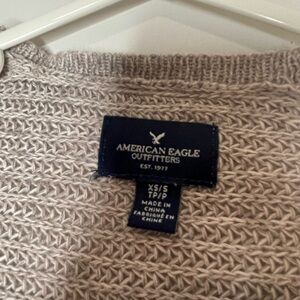 AMERICAN EAGLE
OUTFITTERS
EST. 1977
XS/S
TP/P
MADE IN
CHINA
FABRIQUÉ EN
CHINE